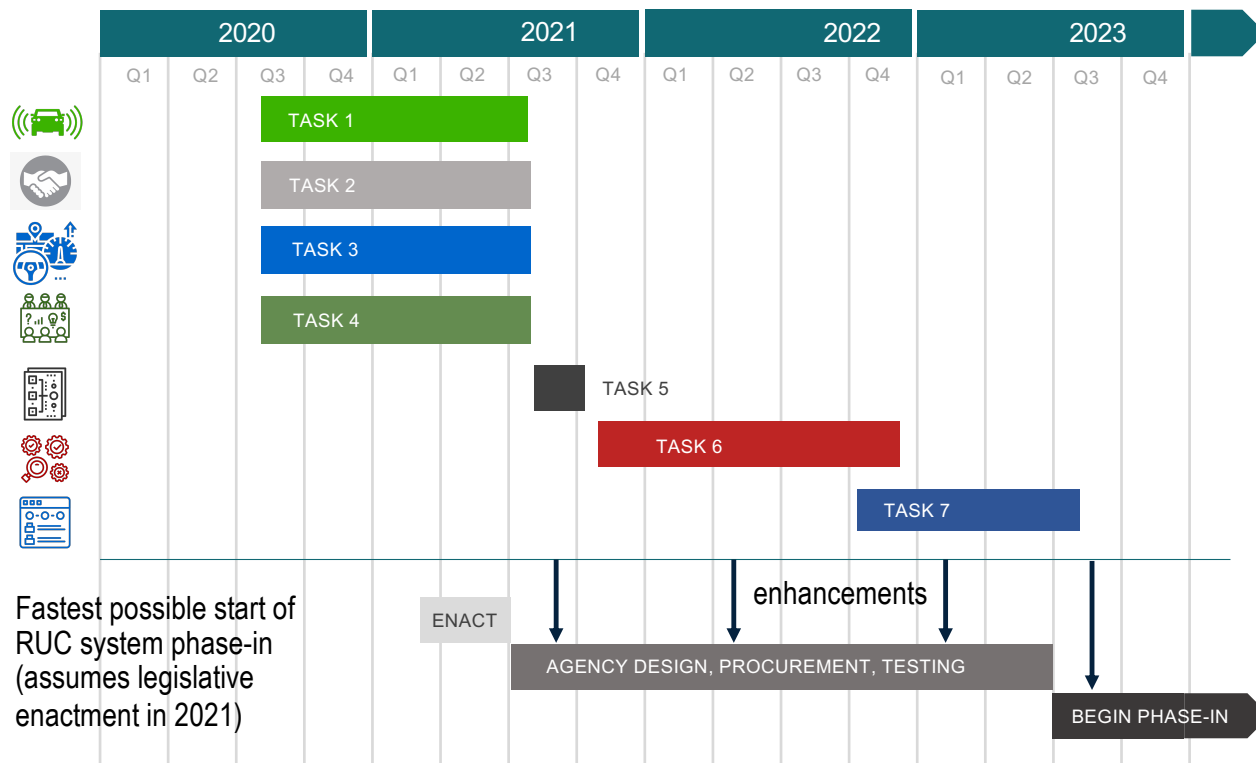 2020 2021 2022 2023
Q1 Q2 Q3 Q4 Q1 Q2 Q3 Q4 Q1 Q2 Q3 Q4 Q1 Q2 Q3 Q4
TASK 1
TASK 2
TASK 3
TASK 4
TASK 5
TASK 6
TASK 7
enhancements
Fastest possible start of
RUC system phase-in
(assumes legislative
enactment in 2021)
ENACT
AGENCY DESIGN, PROCUREMENT, TESTING
BEGIN PHASE-IN